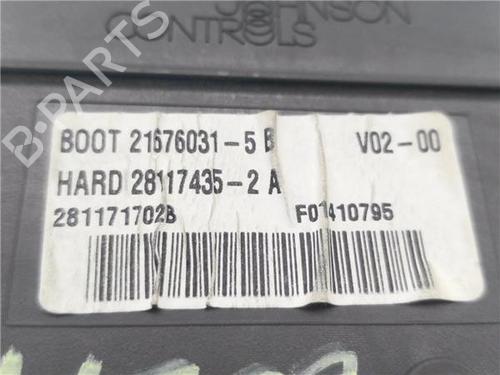 JOHNSON
CONTROLS
B-PARTS
BOOT 21676031-5 B V02-00
HARD 28117435-2 A
281171702B F01410795